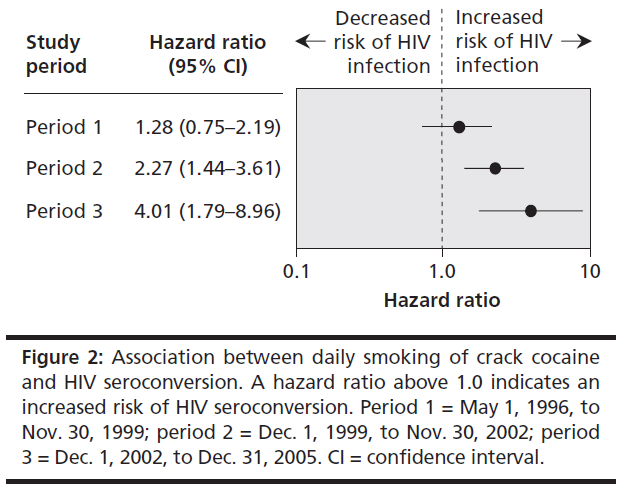 Decreased risk of HIV infection
Increased risk of HIV infection
Study period
Hazard ratio (95% CI)
Period 1 1.28 (0.75–2.19)
Period 2 2.27 (1.44–3.61)
Period 3 4.01 (1.79–8.96)
0.1 1.0 10
Hazard ratio
Figure 2: Association between daily smoking of crack cocaine
and HIV seroconversion. A hazard ratio above 1.0 indicates an
increased risk of HIV seroconversion. Period 1 = May 1, 1996, to
Nov. 30, 1999; period 2 = Dec. 1, 1999, to Nov. 30, 2002; period
3 = Dec. 1, 2002, to Dec. 31, 2005. CI = confidence interval.